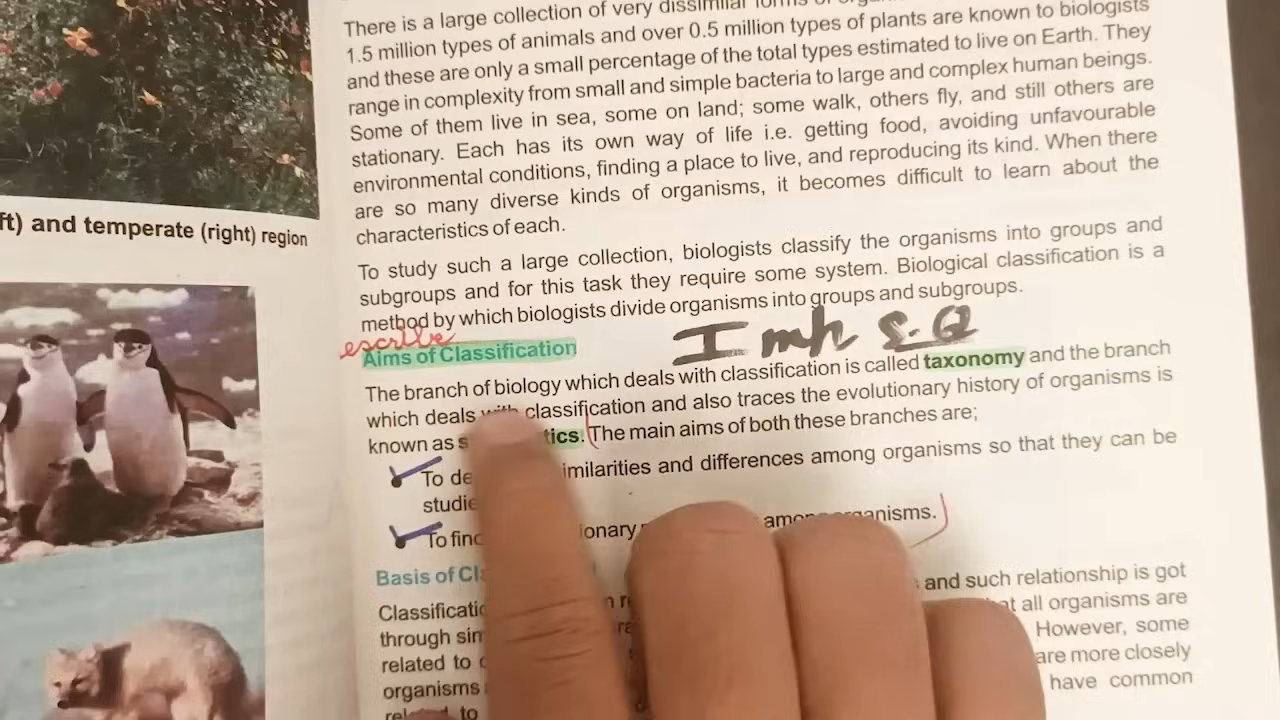 There is a large collection of very dissimilar forms of
1.5 million types of animals and over 0.5 million types of plants are known to biologists
and these are only a small percentage of the total types estimated to live on Earth. They
range in complexity from small and simple bacteria to large and complex human beings.
Some of them live in sea, some on land; some walk, others fly, and still others are
stationary. Each has its own way of life i.e. getting food, avoiding unfavourable
environmental conditions, finding a place to live, and reproducing its kind. When there
are so many diverse kinds of organisms, it becomes difficult to learn about the
characteristics of each.
ft) and temperate (right) region
To study such a large collection, biologists classify the organisms into groups and
subgroups and for this task they require some system. Biological classification is a
method by which biologists divide organisms into groups and subgroups.
escribe
I mh S.Q
Aims of Classification
The branch of biology which deals with classification is called taxonomy and the branch
which deals with classification and also traces the evolutionary history of organisms is
known as s tics. The main aims of both these branches are;
To de imilarities and differences among organisms so that they can be
studie
To find ionary among organisms.
Basis of Cl
Classificatio and such relationship is got
through sim at all organisms are
related to However, some
organisms are more closely
to have common